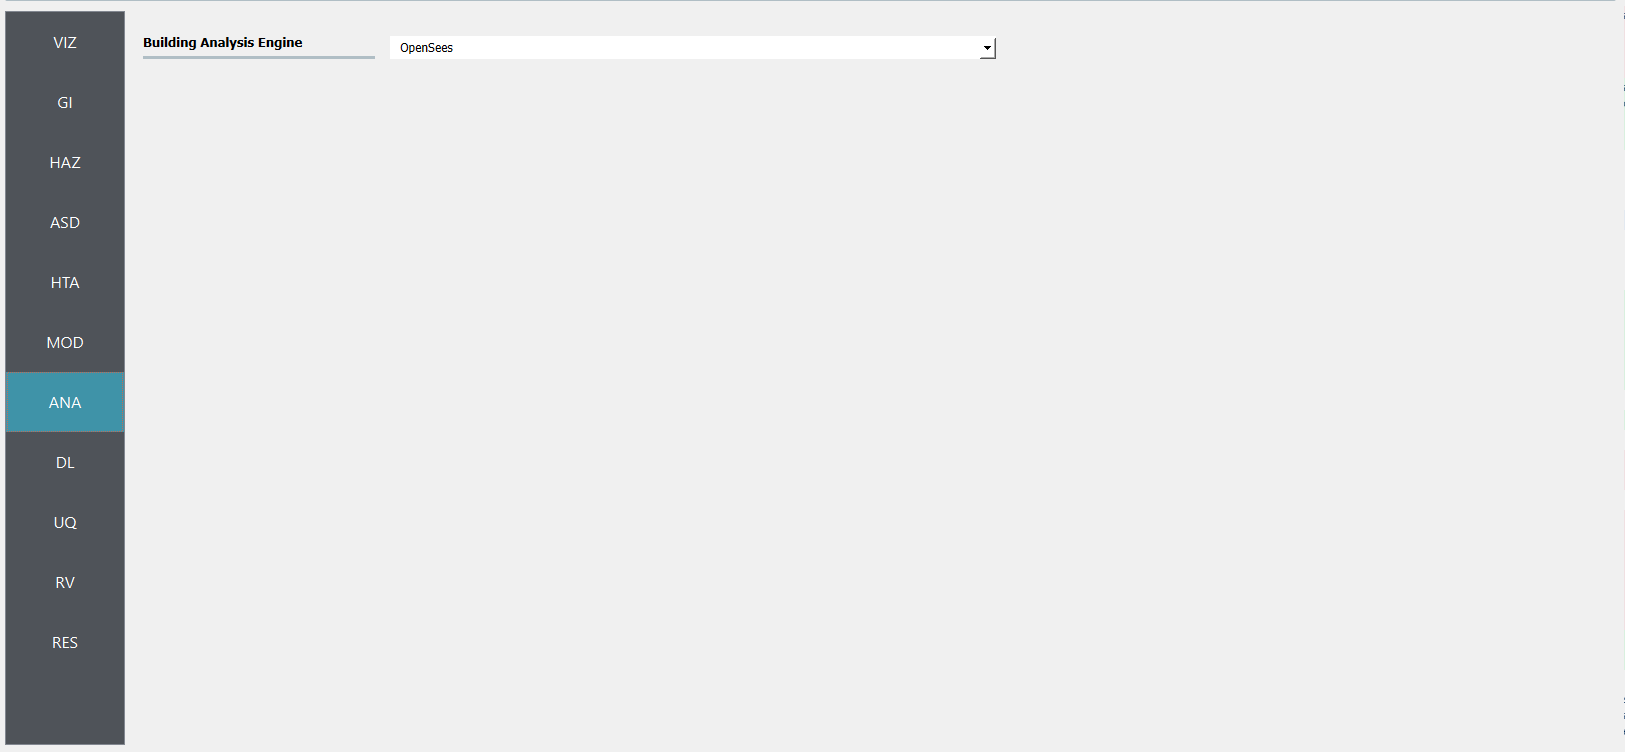 VIZ
GI
HAZ
ASD
HTA
MOD
ANA
DL
UQ
RV
RES
Building Analysis Engine
OpenSees